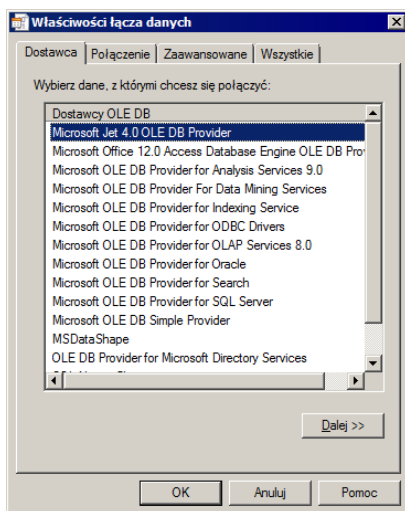 Właściwości łącza danych
Dostawca Połączenie Zaawansowane Wszystkie
Wybierz dane, z którymi chcesz się połączyć:
Dostawcy OLE DB
Microsoft Jet 4.0 OLE DB Provider
Microsoft Office 12.0 Access Database Engine OLE DB Pro
Microsoft OLE DB Provider for Analysis Services 9.0
Microsoft OLE DB Provider For Data Mining Services
Microsoft OLE DB Provider for Indexing Service
Microsoft OLE DB Provider for ODBC Drivers
Microsoft OLE DB Provider for OLAP Services 8.0
Microsoft OLE DB Provider for Oracle
Microsoft OLE DB Provider for Search
Microsoft OLE DB Provider for SQL Server
Microsoft OLE DB Simple Provider
MSDataShape
OLE DB Provider for Microsoft Directory Services
Dalej >>
OK Anuluj Pomoc